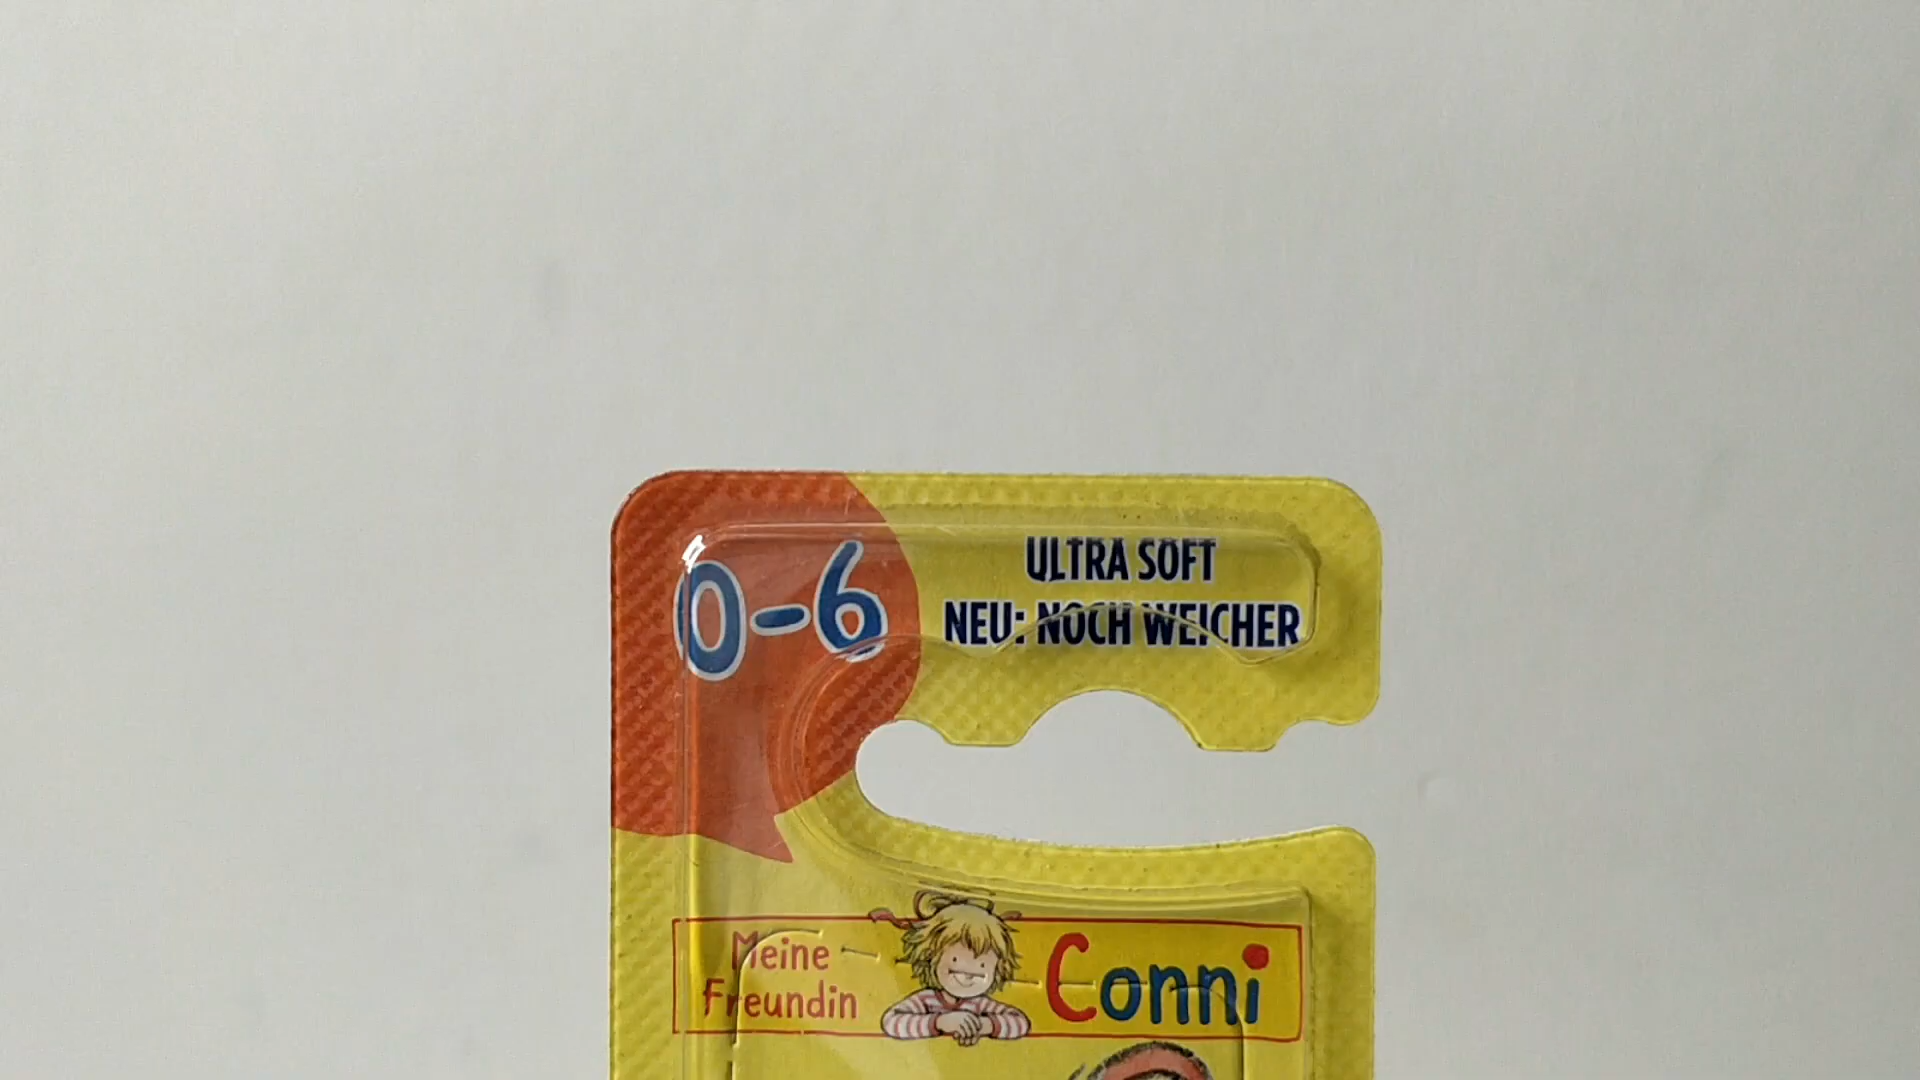 0-6
ULTRA SOFT
NEU: NOCH WEICHER
Meine
Freundin
Conni